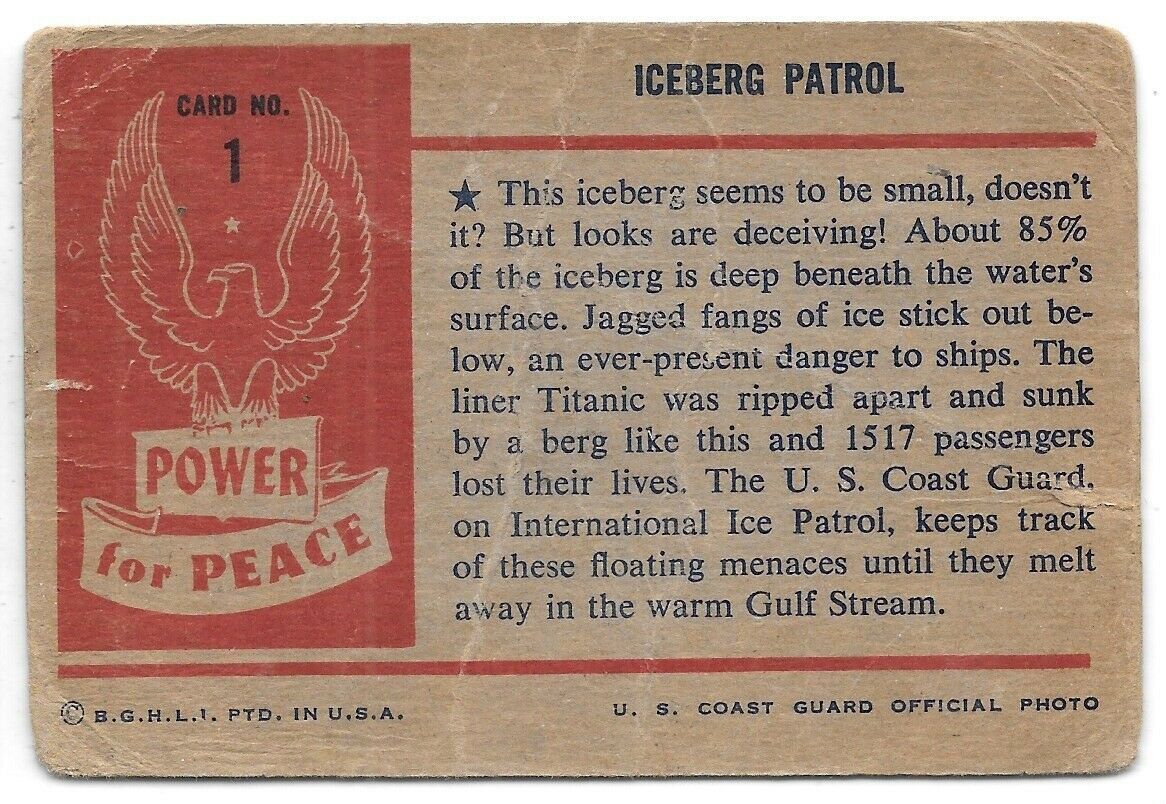 CARD NO.
1
POWER
for PEACE
ICEBERG PATROL
★ This iceberg seems to be small, doesn't
it? But looks are deceiving! About 85%
of the iceberg is deep beneath the water's
surface. Jagged fangs of ice stick out be-
low, an ever-present danger to ships. The
liner Titanic was ripped apart and sunk
by a berg like this and 1517 passengers
lost their lives. The U. S. Coast Guard,
on International Ice Patrol, keeps track
of these floating menaces until they melt
away in the warm Gulf Stream.
© B.G.H.L.I. PTD. IN U.S.A.
U. S. COAST GUARD OFFICIAL PHOTO